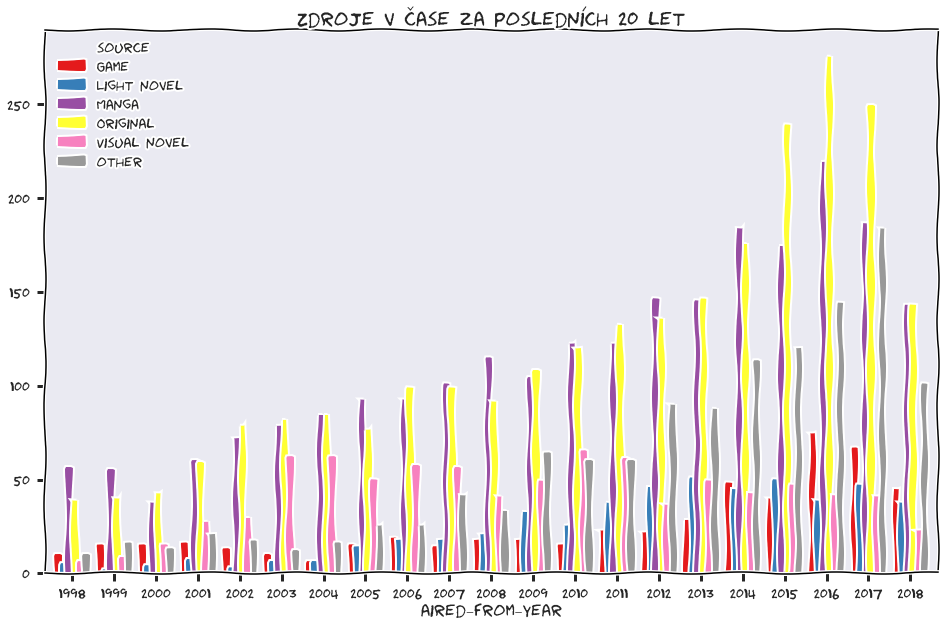 ZDROJE V ČASE ZA POSLEDNÍCH 20 LET
SOURCE
GAME
LIGHT NOVEL
MANGA
ORIGINAL
VISUAL NOVEL
OTHER
250
200
150
100
50
0
1998 1999 2000 2001 2002 2003 2004 2005 2006 2007 2008 2009 2010 2011 2012 2013 2014 2015 2016 2017 2018
AIRED-FROM-YEAR